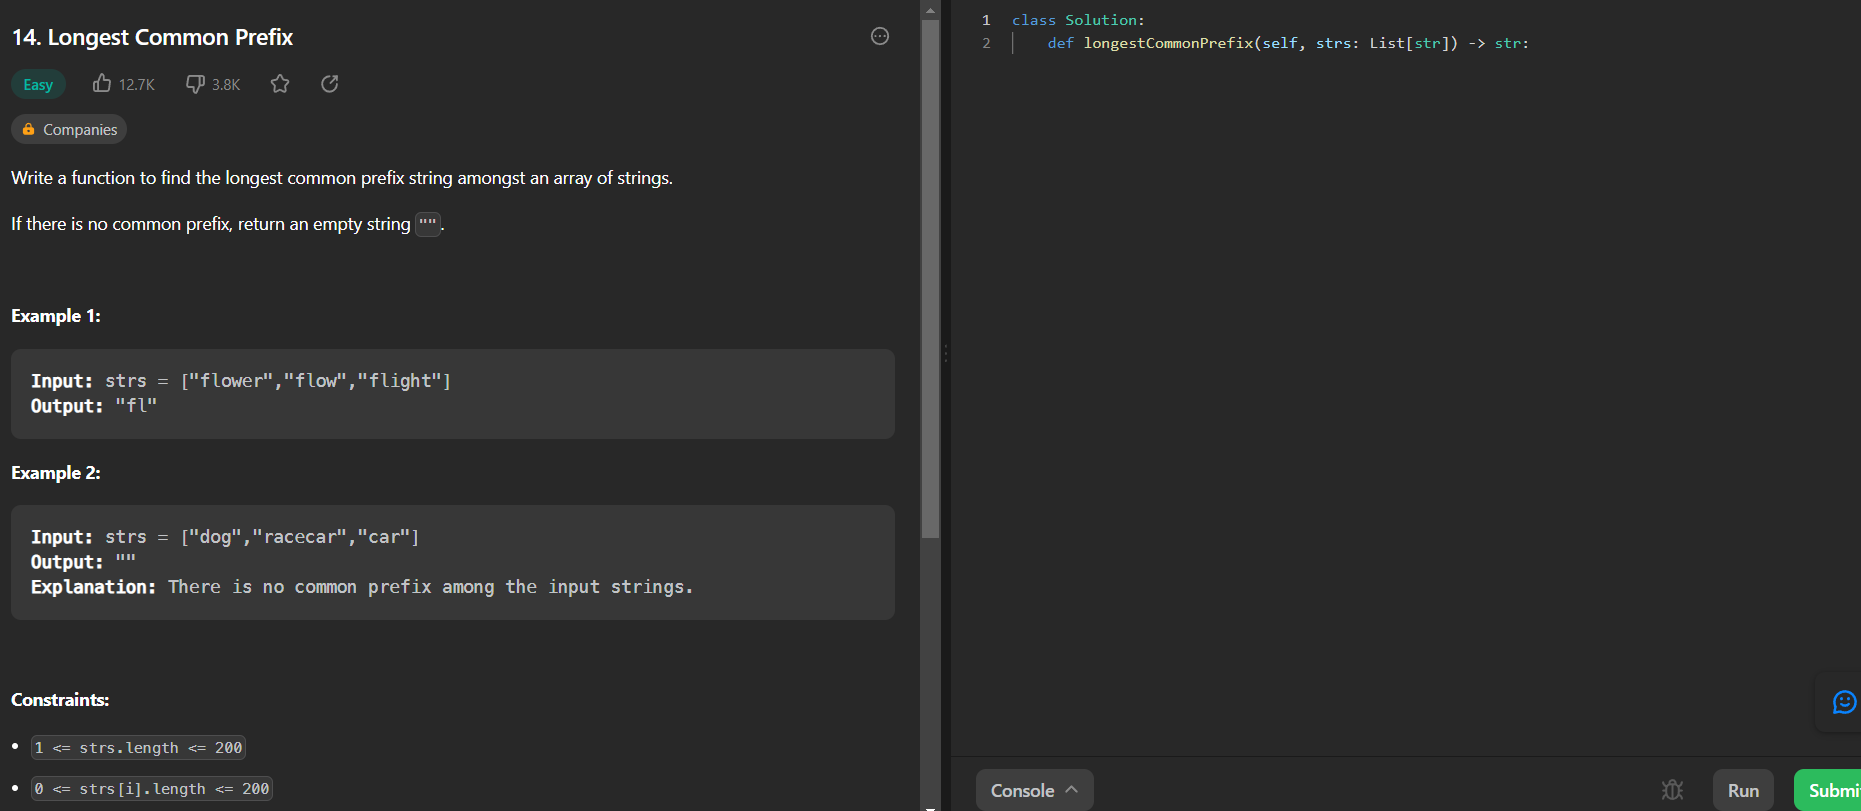 14. Longest Common Prefix
Easy 12.7K 3.8K
Companies
Write a function to find the longest common prefix string amongst an array of strings.
If there is no common prefix, return an empty string "".
Example 1:
Input: strs = ["flower","flow","flight"]
Output: "fl"
Example 2:
Input: strs = ["dog","racecar","car"]
Output: ""
Explanation: There is no common prefix among the input strings.
Constraints:
• 1 <= strs.length <= 200
• 0 <= strs[i].length <= 200
1 class Solution:
2     def longestCommonPrefix(self, strs: List[str]) -> str:
Console Run Submi